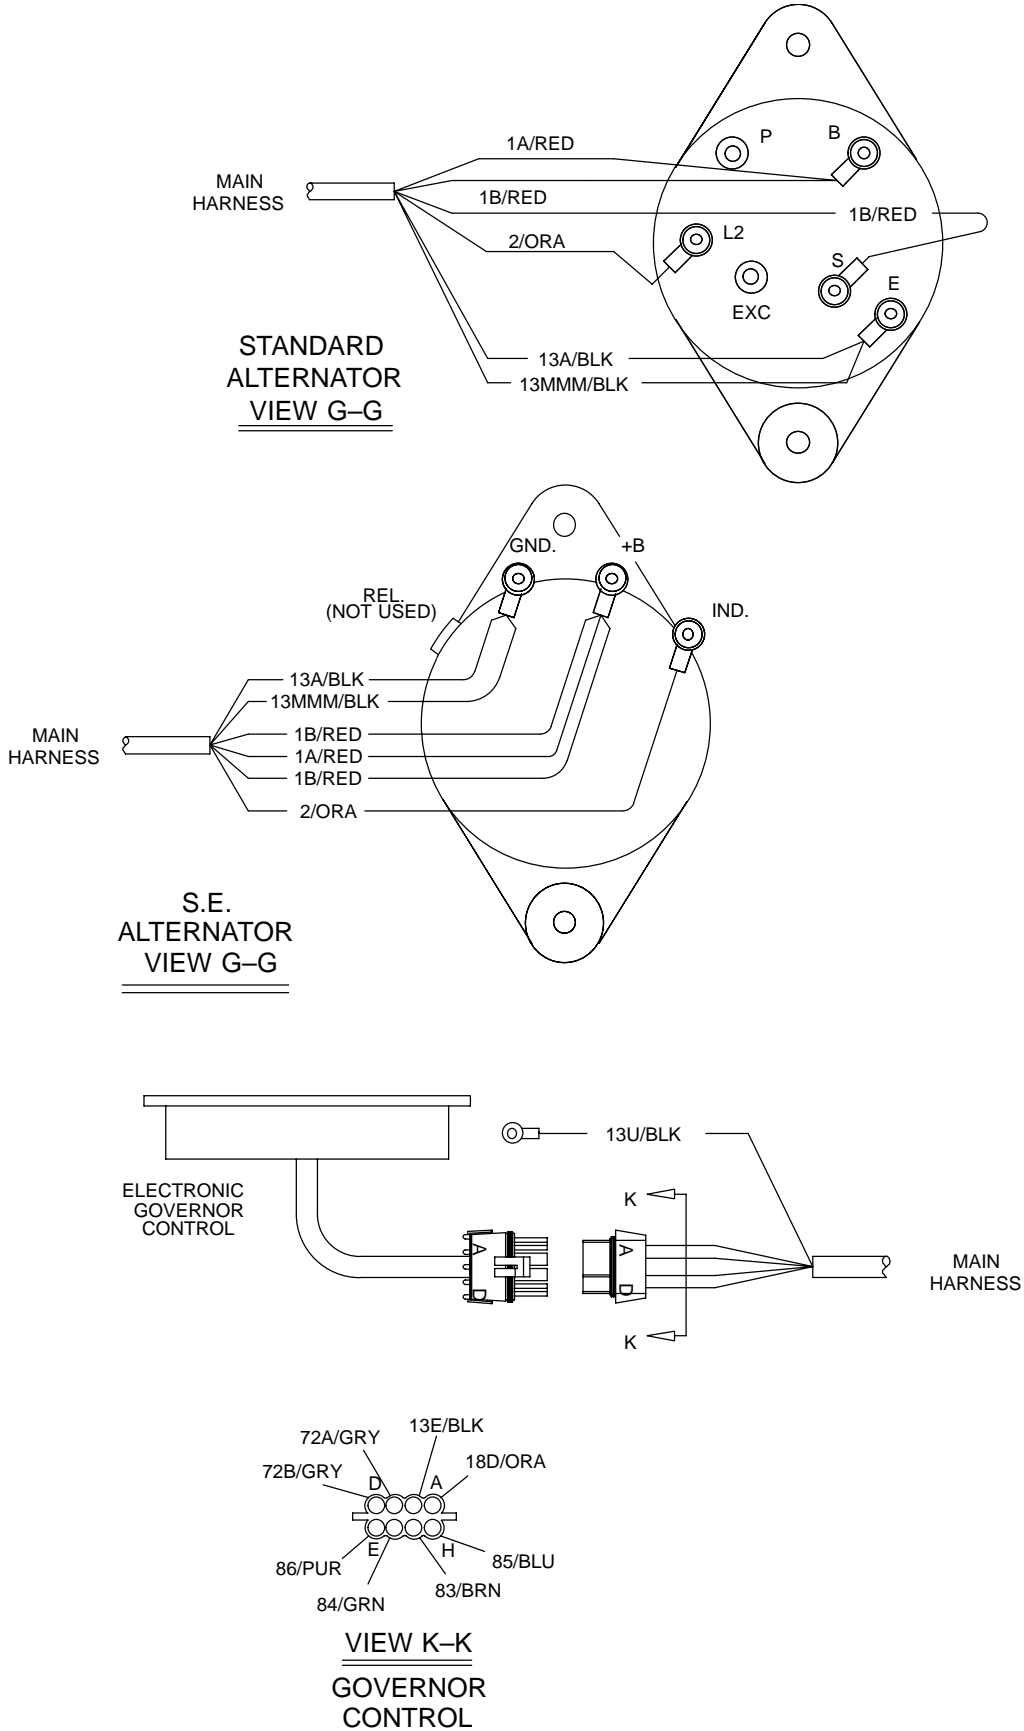 P
B
1A/RED
MAIN
HARNESS
1B/RED
1B/RED
2/ORA
L2
S
E
EXC
STANDARD
ALTERNATOR
VIEW G–G
13A/BLK
13MMM/BLK
GND.
+B
REL.
(NOT USED)
IND.
13A/BLK
13MMM/BLK
MAIN
HARNESS
1B/RED
1A/RED
1B/RED
2/ORA
S.E.
ALTERNATOR
VIEW G–G
13U/BLK
ELECTRONIC
GOVERNOR
CONTROL
K
A
D
A
D
MAIN
HARNESS
K
13E/BLK
72A/GRY
72B/GRY
18D/ORA
D
A
E
H
86/PUR
85/BLU
84/GRN
83/BRN
VIEW K–K
GOVERNOR
CONTROL